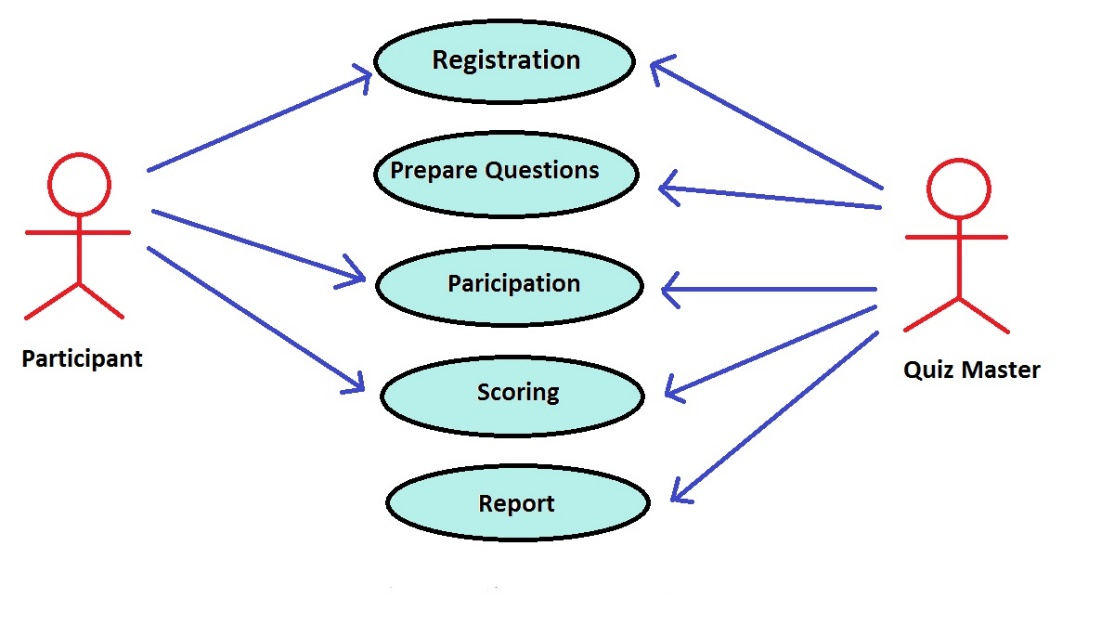 Registration
Prepare Questions
Paricipation
Scoring
Report
Participant
Quiz Master